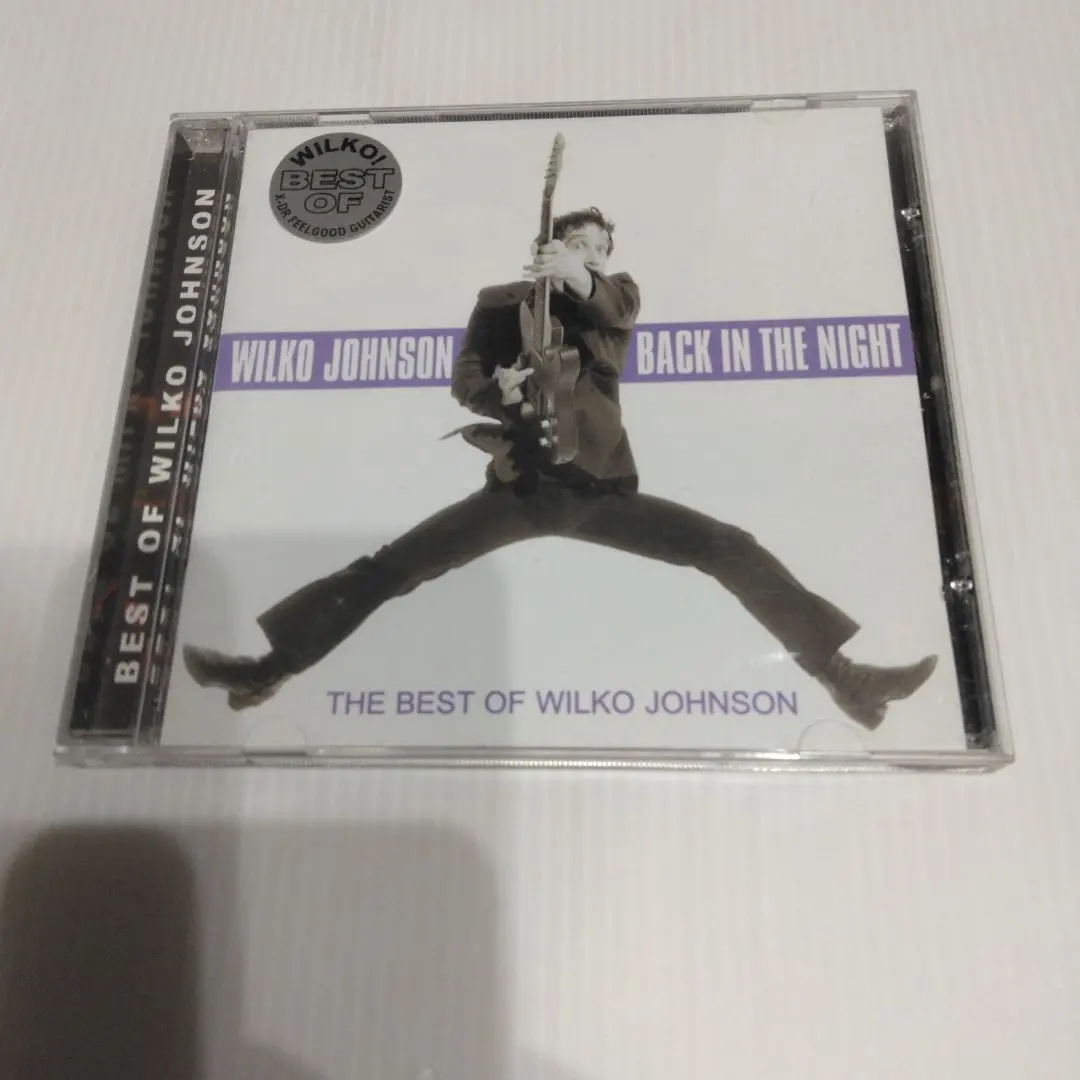 WILKO!
BEST
OF
X-DR FEELGOOD GUITARIST
BEST OF WILKO JOHNSON
WILKO JOHNSON BACK IN THE NIGHT
THE BEST OF WILKO JOHNSON